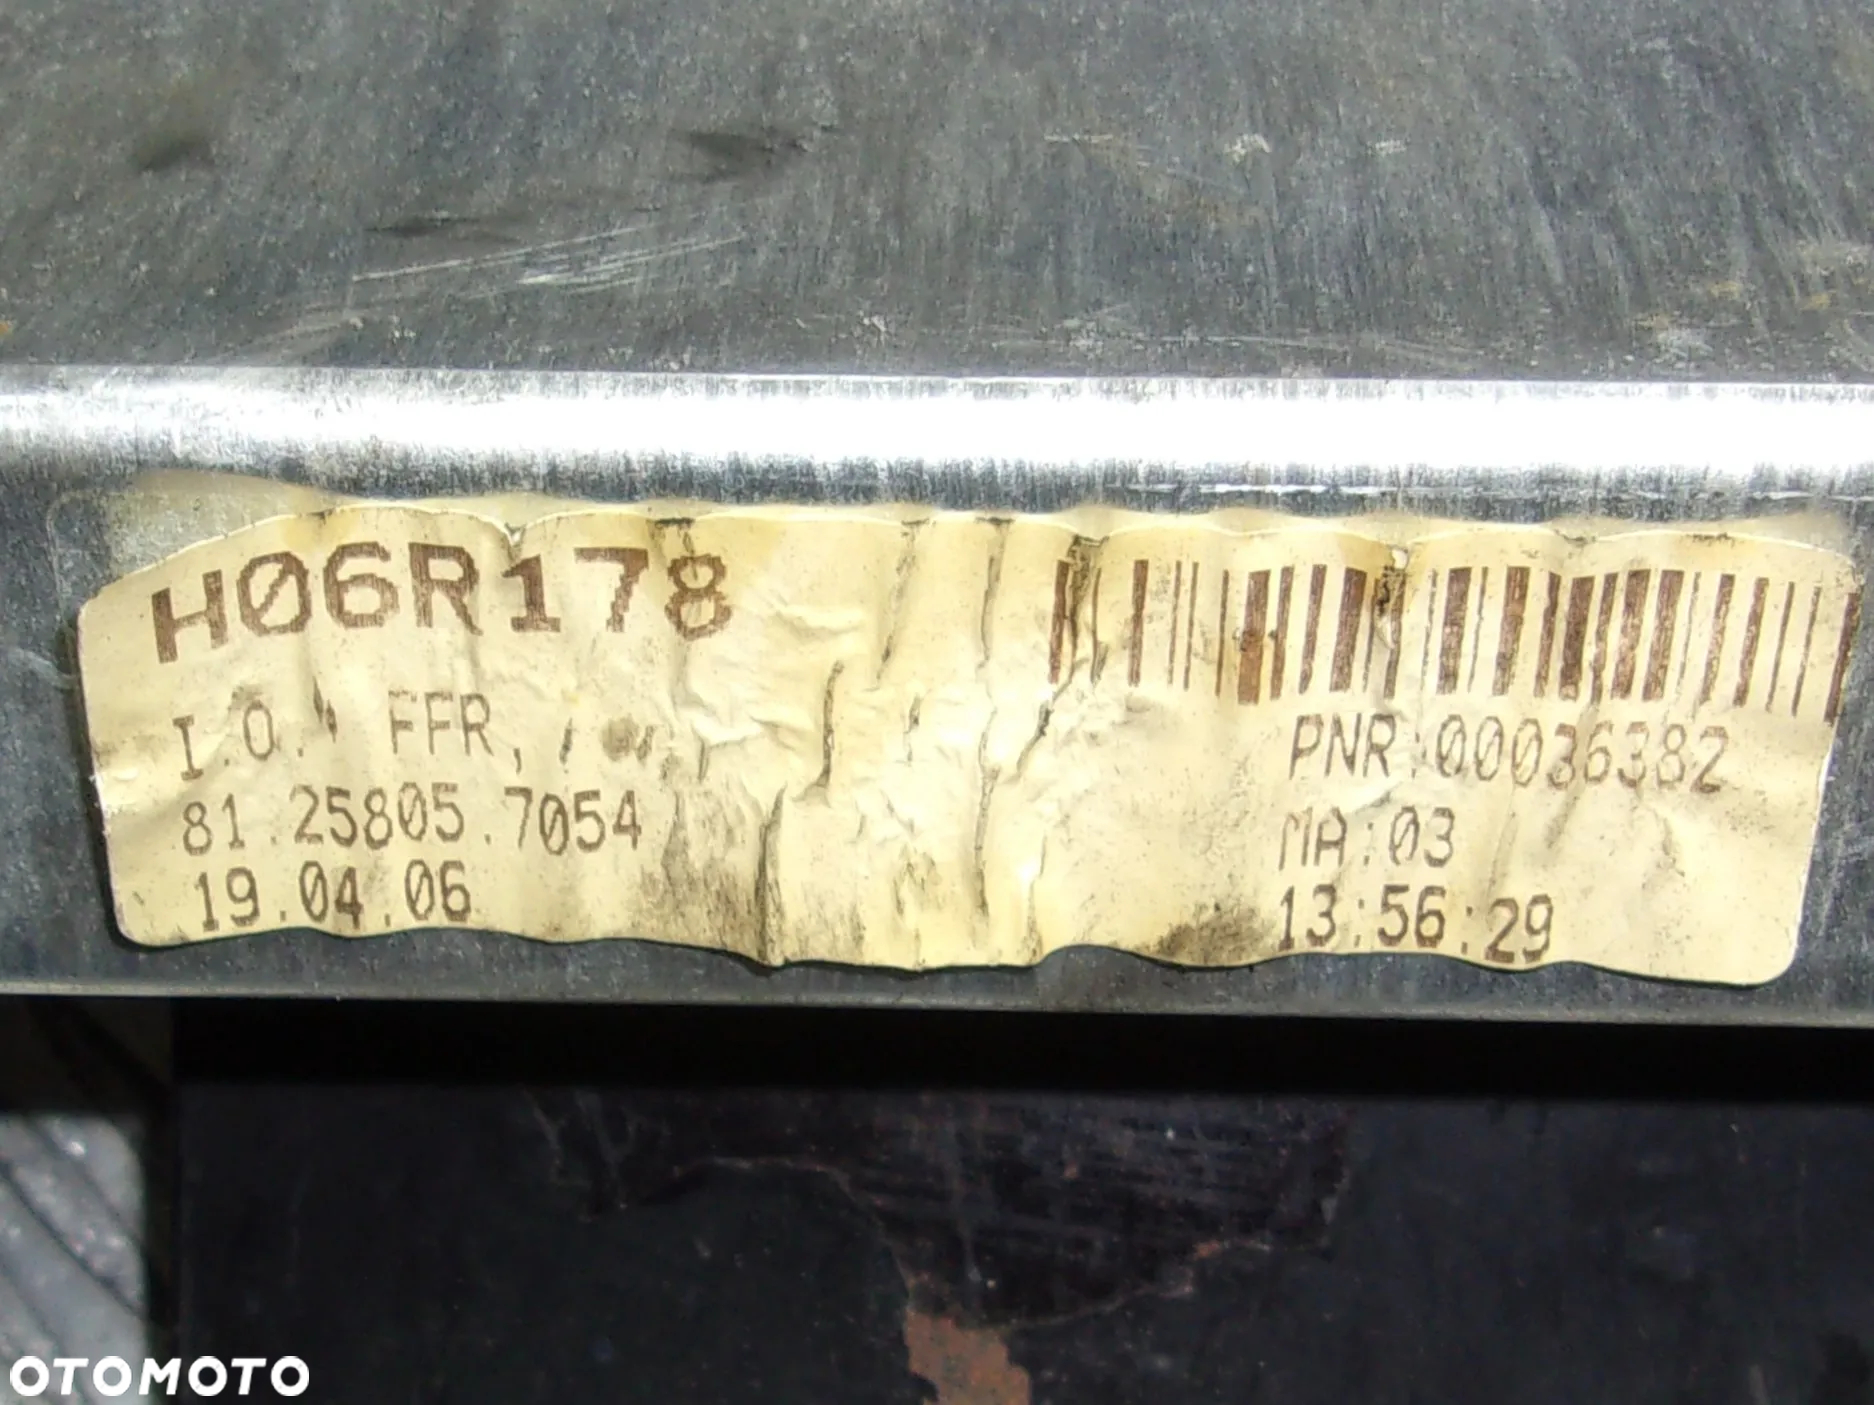 H06R178
I.O. FFR,
81.25805.7054
19.04.06
PNR:00036382
MA:03
13:56:29
OTOMOTO